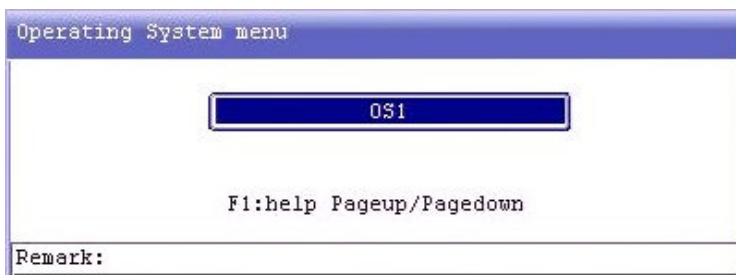 Operating System menu
OS1
F1:help Pageup/Pagedown
Remark: